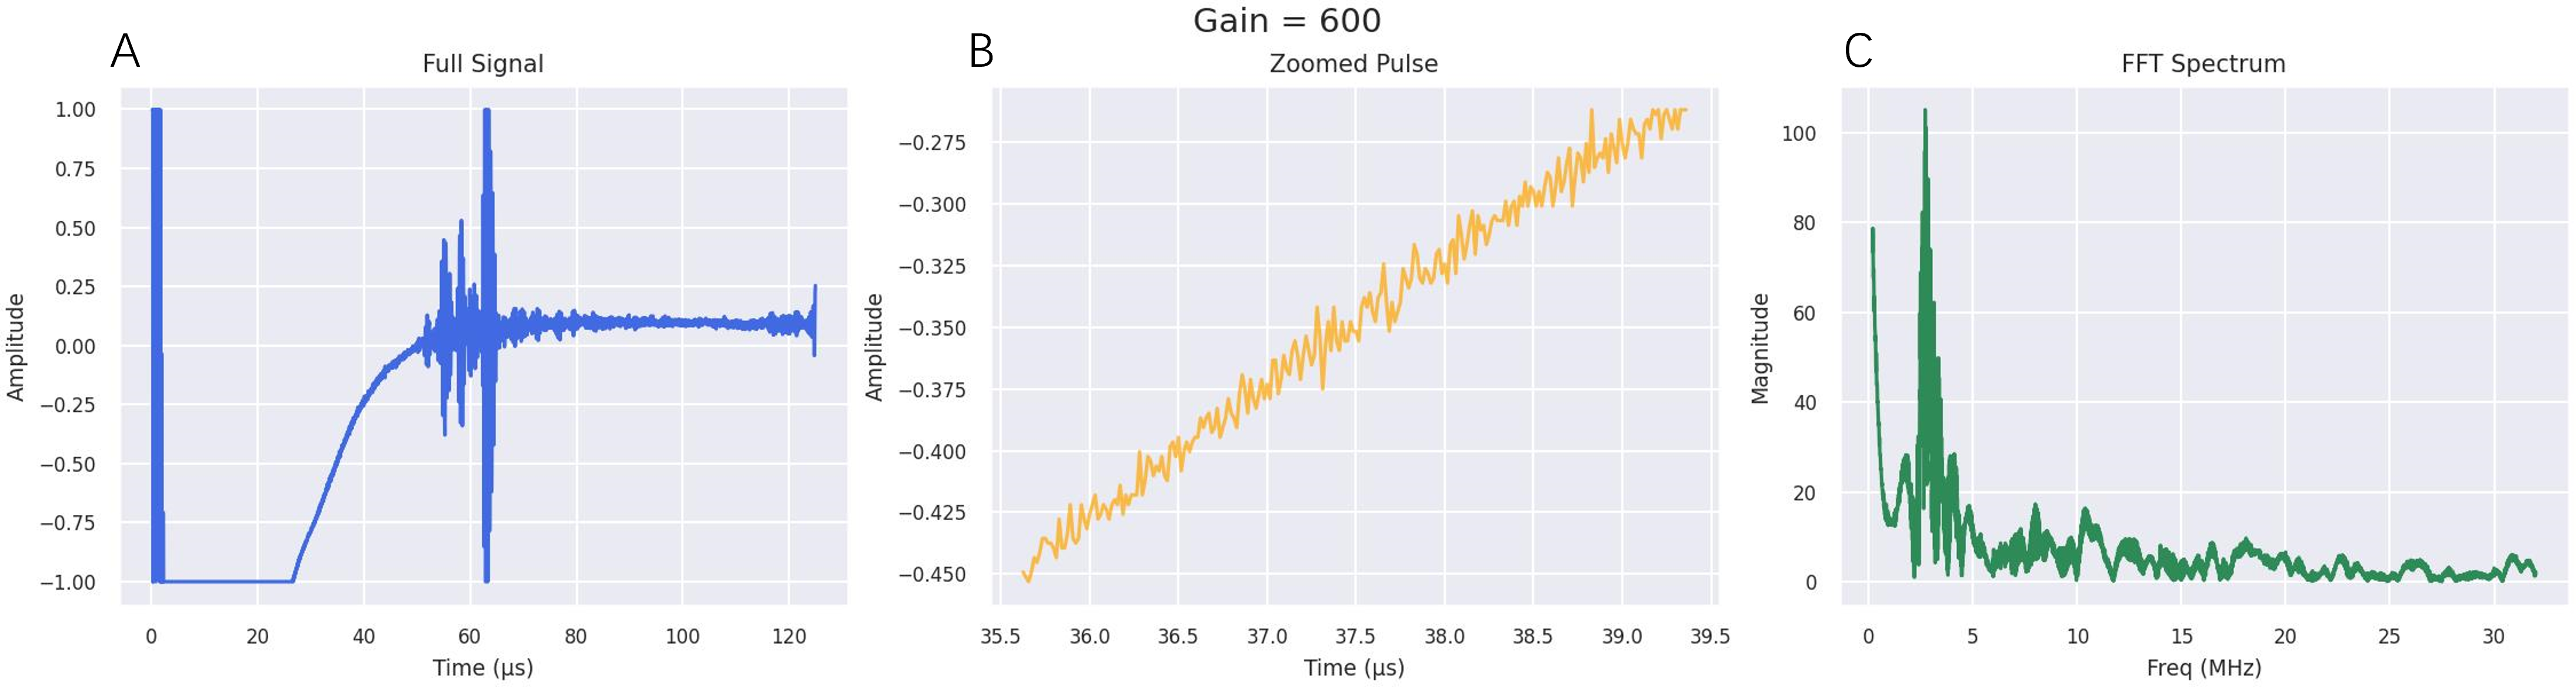 Gain = 600
A
Full Signal
1.00
0.75
0.50
0.25
0.00
−0.25
−0.50
−0.75
−1.00
Amplitude
0 20 40 60 80 100 120
Time (µs)
B
Zoomed Pulse
−0.275
−0.300
−0.325
−0.350
−0.375
−0.400
−0.425
−0.450
Amplitude
35.5 36.0 36.5 37.0 37.5 38.0 38.5 39.0 39.5
Time (µs)
C
FFT Spectrum
100
80
60
40
20
0
Magnitude
0 5 10 15 20 25 30
Freq (MHz)